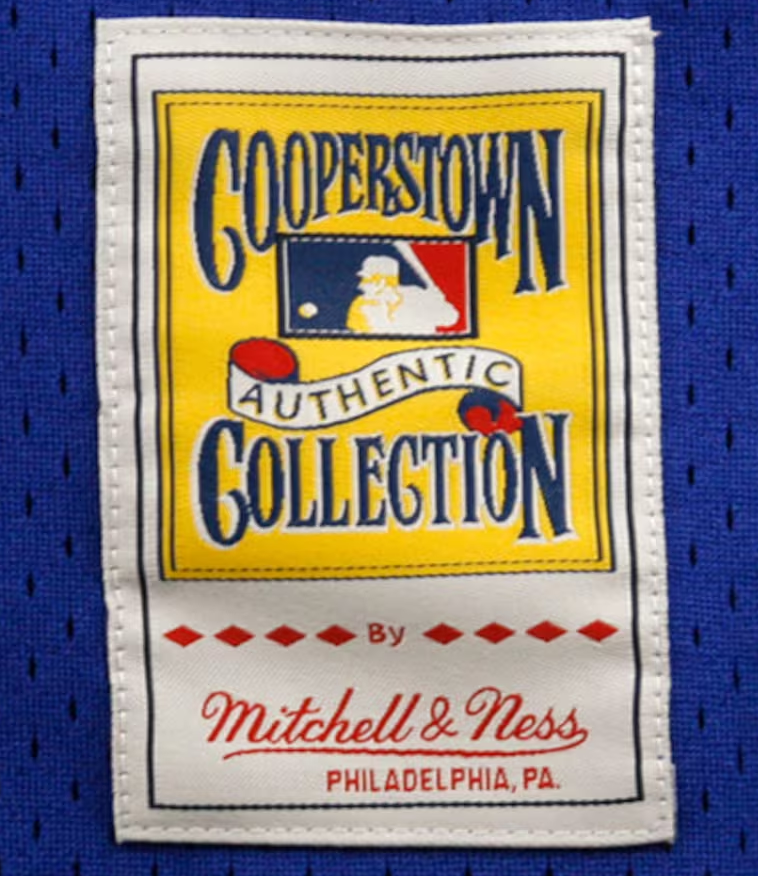 COOPERSTOWN
AUTHENTIC
COLLECTION
By
Mitchell & Ness
PHILADELPHIA, PA.